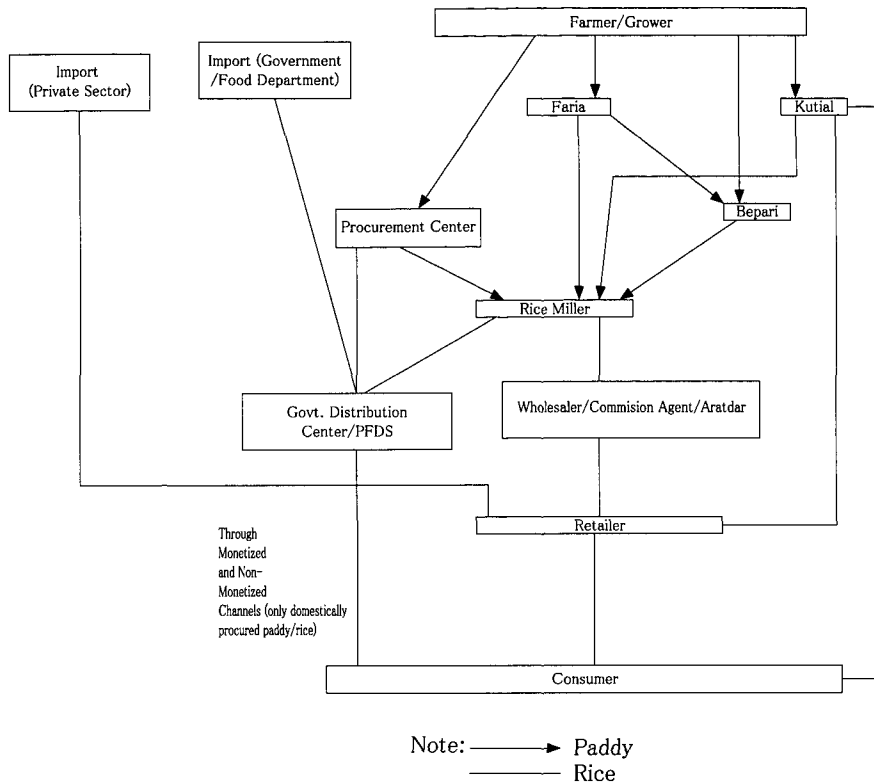 Farmer/Grower
Import (Government
/Food Department)
Import
(Private Sector)
Faria
Kutial
Bepari
Procurement Center
Rice Miller
Govt. Distribution
Center/PFDS
Wholesaler/Commision Agent/Aratdar
Retailer
Through
Monetized
and Non-
Monetized
Channels (only domestically
procured paddy/rice)
Consumer
Note: Paddy
Rice